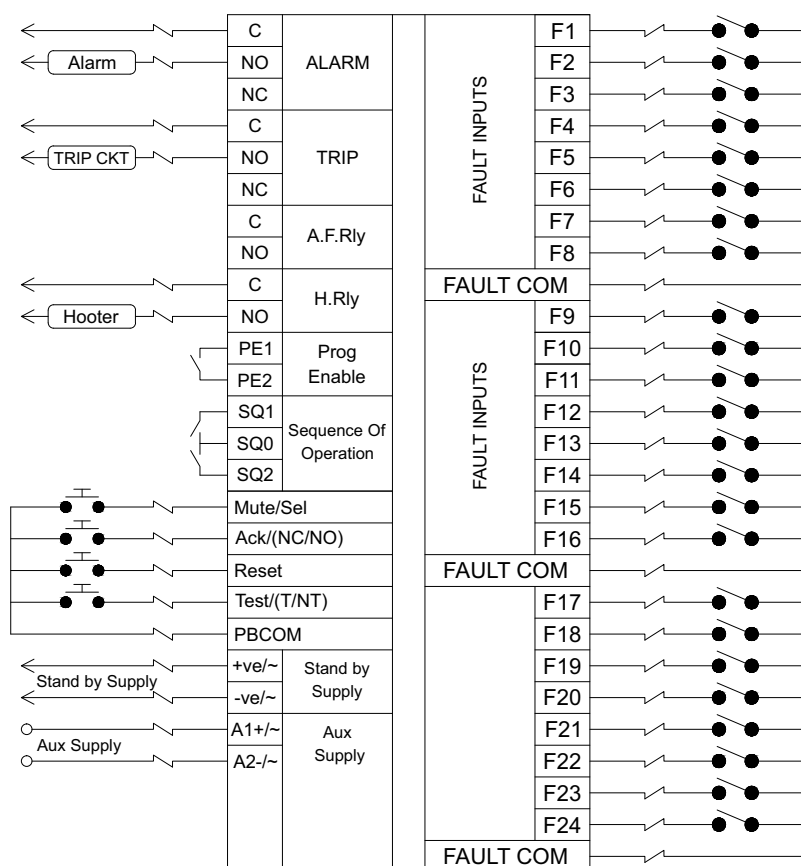 C
NO
NC
ALARM
Alarm
C
NO
NC
TRIP
TRIP CKT
C
NO
A.F.Rly
C
NO
H.Rly
Hooter
PE1
PE2
Prog
Enable
SQ1
SQ0
SQ2
Sequence Of
Operation
Mute/Sel
Ack/(NC/NO)
Reset
Test/(T/NT)
PBCOM
+ve/~
-ve/~
Stand by
Supply
Stand by Supply
A1+/~
A2-/~
Aux
Supply
Aux Supply
FAULT INPUTS
F1
F2
F3
F4
F5
F6
F7
F8
FAULT COM
FAULT INPUTS
F9
F10
F11
F12
F13
F14
F15
F16
FAULT COM
F17
F18
F19
F20
F21
F22
F23
F24
FAULT COM